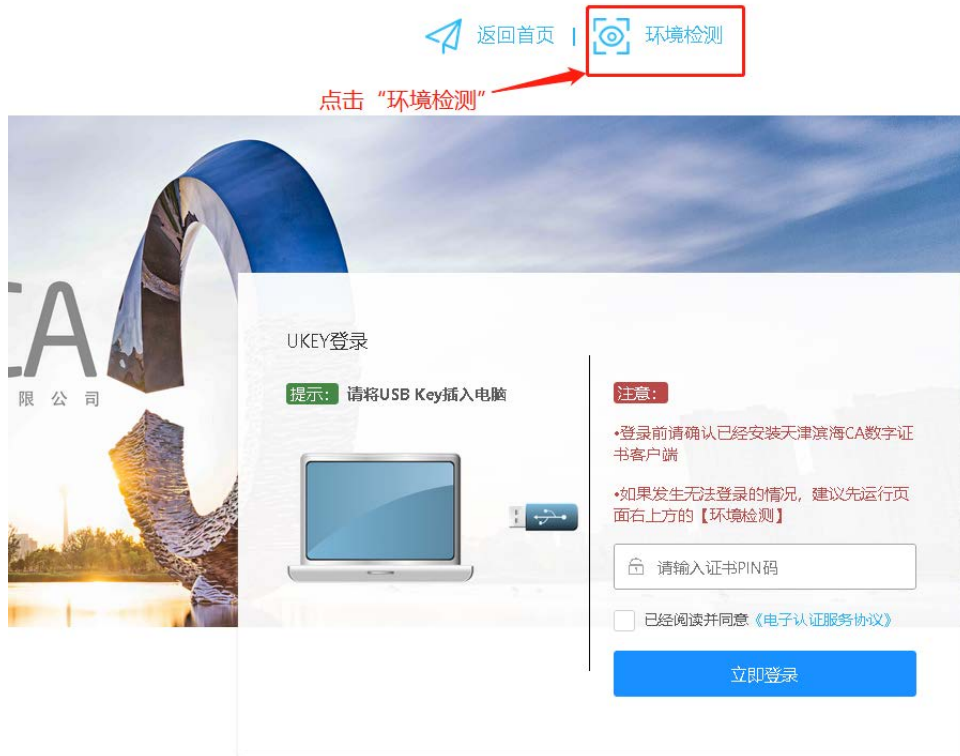 返回首页 | 环境检测
点击“环境检测”
CA
限公司
UKEY登录
提示： 请将USB Key插入电脑
注意：
•登录前请确认已经安装天津滨海CA数字证
书客户端
•如果发生无法登录的情况，建议先运行页
面右上方的【环境检测】
请输入证书PIN码
已经阅读并同意《电子认证服务协议》
立即登录